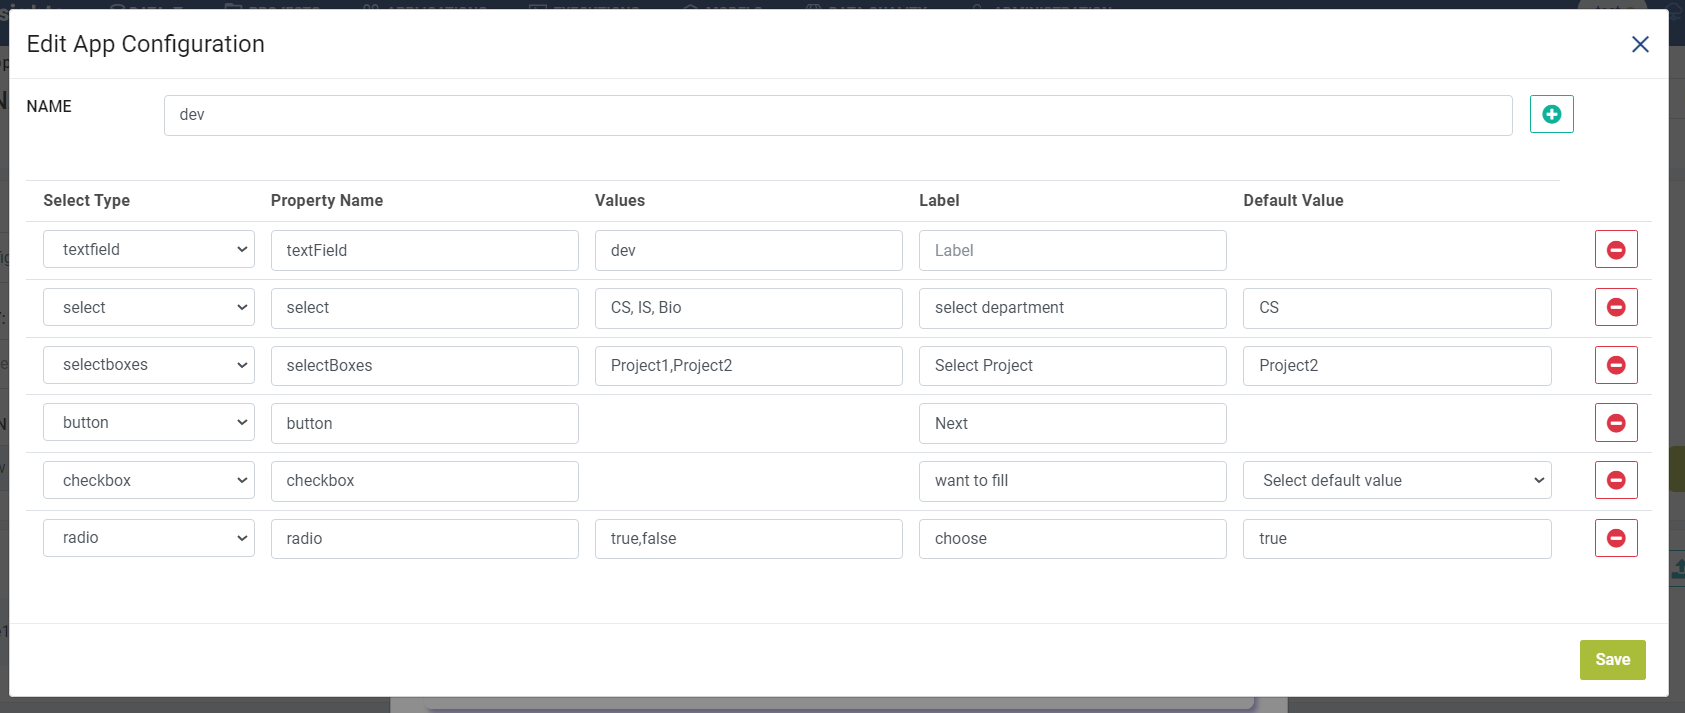 Edit App Configuration
NAME
dev
Select Type Property Name Values Label Default Value
textfield textField dev Label
select select CS, IS, Bio select department CS
selectboxes selectBoxes Project1,Project2 Select Project Project2
button button Next
checkbox checkbox want to fill Select default value
radio radio true,false choose true
Save